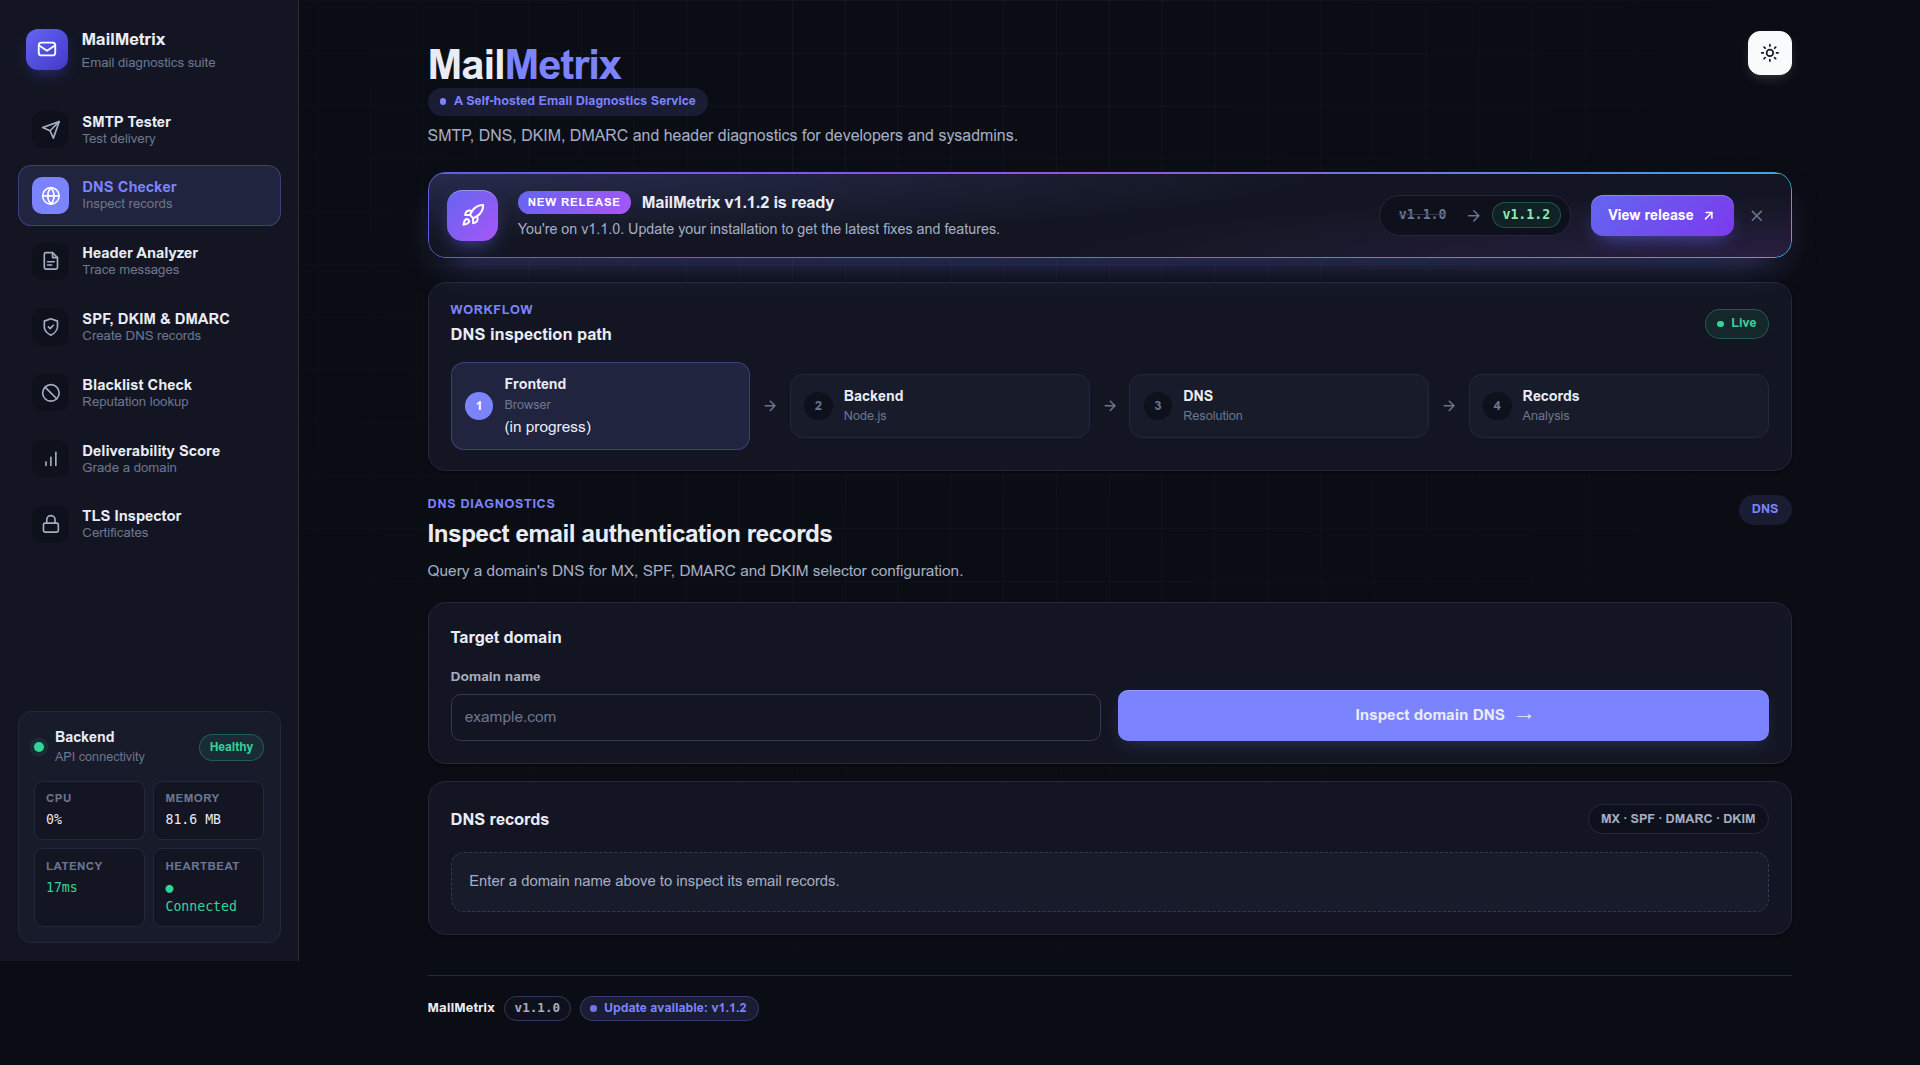 MailMetrix
Email diagnostics suite
SMTP Tester
Test delivery
DNS Checker
Inspect records
Header Analyzer
Trace messages
SPF, DKIM & DMARC
Create DNS records
Blacklist Check
Reputation lookup
Deliverability Score
Grade a domain
TLS Inspector
Certificates
Backend
API connectivity
Healthy
CPU
0%
MEMORY
81.6 MB
LATENCY
17ms
HEARTBEAT
●
Connected
MailMetrix
A Self-hosted Email Diagnostics Service
SMTP, DNS, DKIM, DMARC and header diagnostics for developers and sysadmins.
NEW RELEASE MailMetrix v1.1.2 is ready
You're on v1.1.0. Update your installation to get the latest fixes and features.
v1.1.0 → v1.1.2
View release
WORKFLOW
DNS inspection path
Live
1
Frontend
Browser
(in progress)
2
Backend
Node.js
3
DNS
Resolution
4
Records
Analysis
DNS DIAGNOSTICS
DNS
Inspect email authentication records
Query a domain's DNS for MX, SPF, DMARC and DKIM selector configuration.
Target domain
Domain name
example.com
Inspect domain DNS →
DNS records
MX · SPF · DMARC · DKIM
Enter a domain name above to inspect its email records.
MailMetrix v1.1.0 Update available: v1.1.2